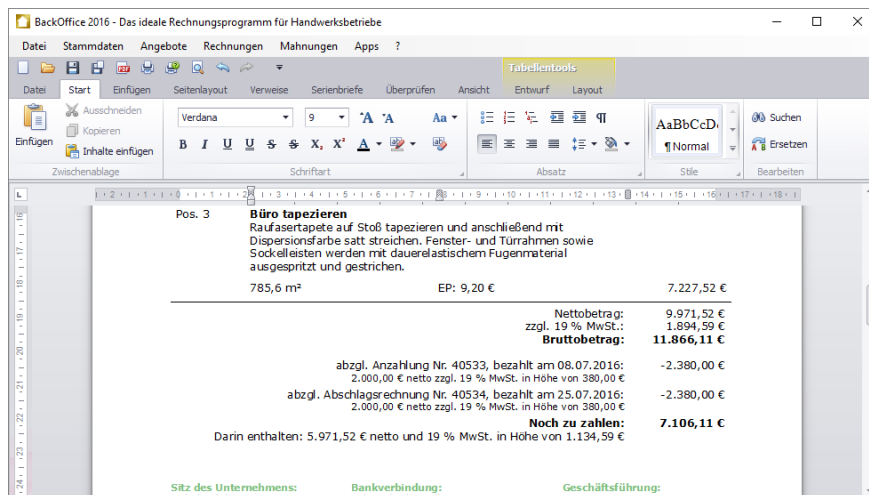 BackOffice 2016 - Das ideale Rechnungsprogramm für Handwerksbetriebe
Datei Stammdaten Angebote Rechnungen Mahnungen Apps ?
Tabellentools
Datei Start Einfügen Seitenlayout Verweise Serienbriefe Überprüfen Ansicht Entwurf Layout
Einfügen
Ausschneiden
Kopieren
Inhalte einfügen
Zwischenablage
Verdana 9
Schriftart
Absatz
AaBbCcD
¶ Normal
Stile
Suchen
Ersetzen
Bearbeiten
Pos. 3 Büro tapezieren
Raufasertapete auf Stoß tapezieren und anschließend mit
Dispersionsfarbe satt streichen. Fenster- und Türrahmen sowie
Sockelleisten werden mit dauerelastischem Fugenmaterial
ausgespritzt und gestrichen.
785,6 m² EP: 9,20 € 7.227,52 €
Nettobetrag: 9.971,52 €
zzgl. 19 % MwSt.: 1.894,59 €
Bruttobetrag: 11.866,11 €
abzgl. Anzahlung Nr. 40533, bezahlt am 08.07.2016: -2.380,00 €
2.000,00 € netto zzgl. 19 % MwSt. in Höhe von 380,00 €
abzgl. Abschlagsrechnung Nr. 40534, bezahlt am 25.07.2016: -2.380,00 €
2.000,00 € netto zzgl. 19 % MwSt. in Höhe von 380,00 €
Noch zu zahlen: 7.106,11 €
Darin enthalten: 5.971,52 € netto und 19 % MwSt. in Höhe von 1.134,59 €
Sitz des Unternehmens: Bankverbindung: Geschäftsführung: